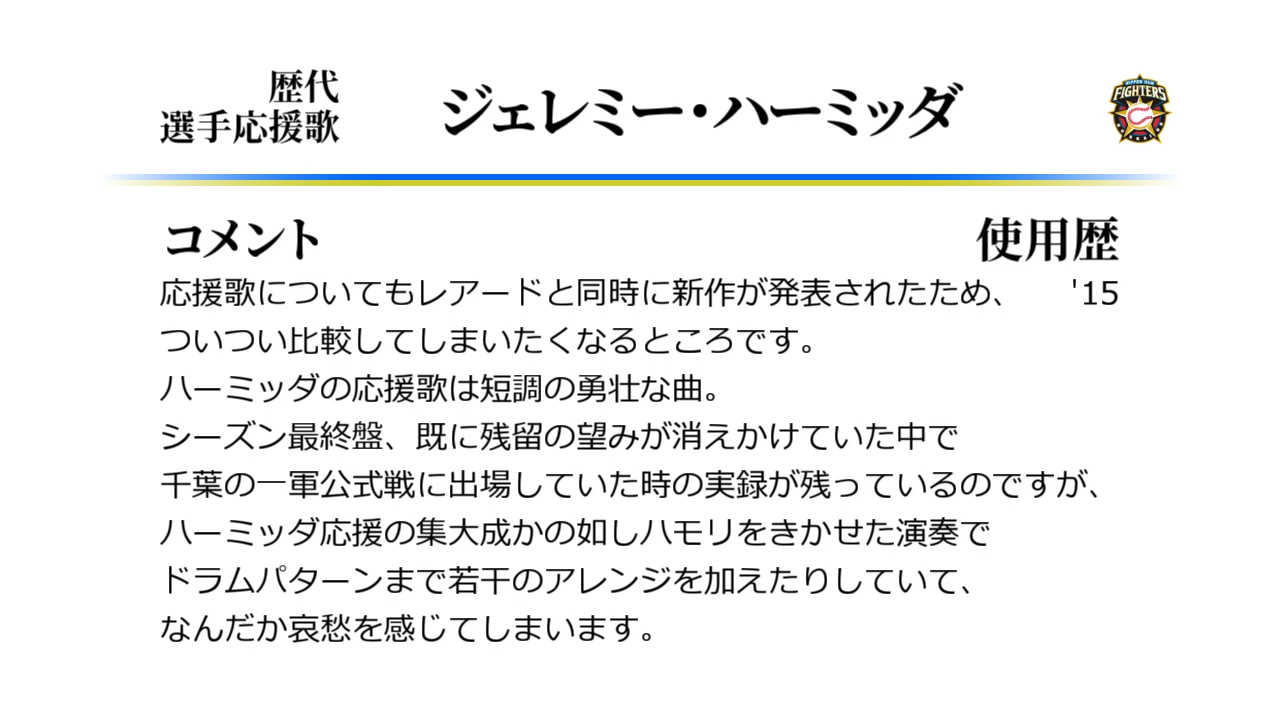 歴代
選手応援歌
ジェレミー・ハーミッダ
NIPPON HAM
FIGHTERS
コメント
使用歴
応援歌についてもレアードと同時に新作が発表されたため、 '15
ついつい比較してしまいたくなるところです。
ハーミッダの応援歌は短調の勇壮な曲。
シーズン最終盤、既に残留の望みが消えかけていた中で
千葉の一軍公式戦に出場していた時の実録が残っているのですが、
ハーミッダ応援の集大成かの如しハモリをきかせた演奏で
ドラムパターンまで若干のアレンジを加えたりしていて、
なんだか哀愁を感じてしまいます。